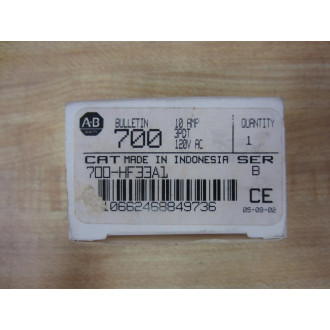 A-B
BULLETIN
700
10 AMP
3PDT
120V AC
QUANTITY
1
CAT MADE IN INDONESIA SER
700-HF33A1
B
10662468849736
CE
05-08-02